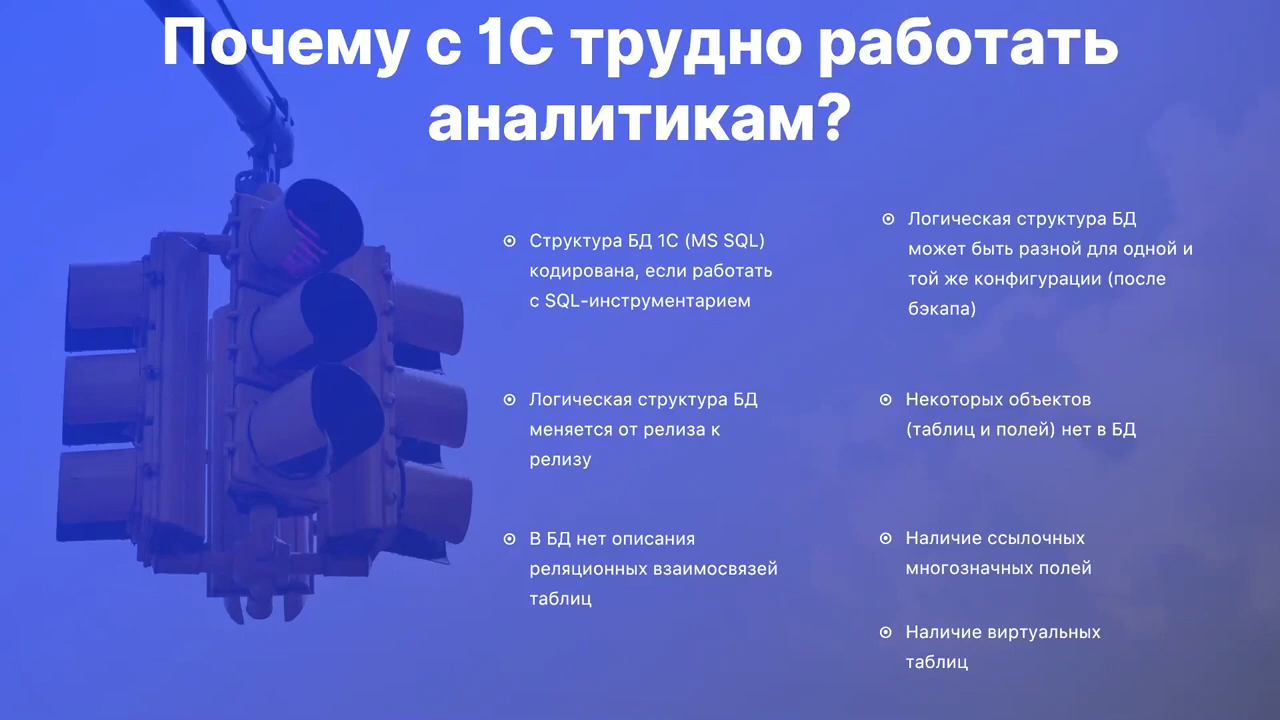 Почему с 1С трудно работать
аналитикам?
Структура БД 1С (MS SQL)
кодирована, если работать
с SQL-инструментарием
Логическая структура БД
меняется от релиза к
релизу
В БД нет описания
реляционных взаимосвязей
таблиц
Логическая структура БД
может быть разной для одной и
той же конфигурации (после
бэкапа)
Некоторых объектов
(таблиц и полей) нет в БД
Наличие ссылочных
многозначных полей
Наличие виртуальных
таблиц